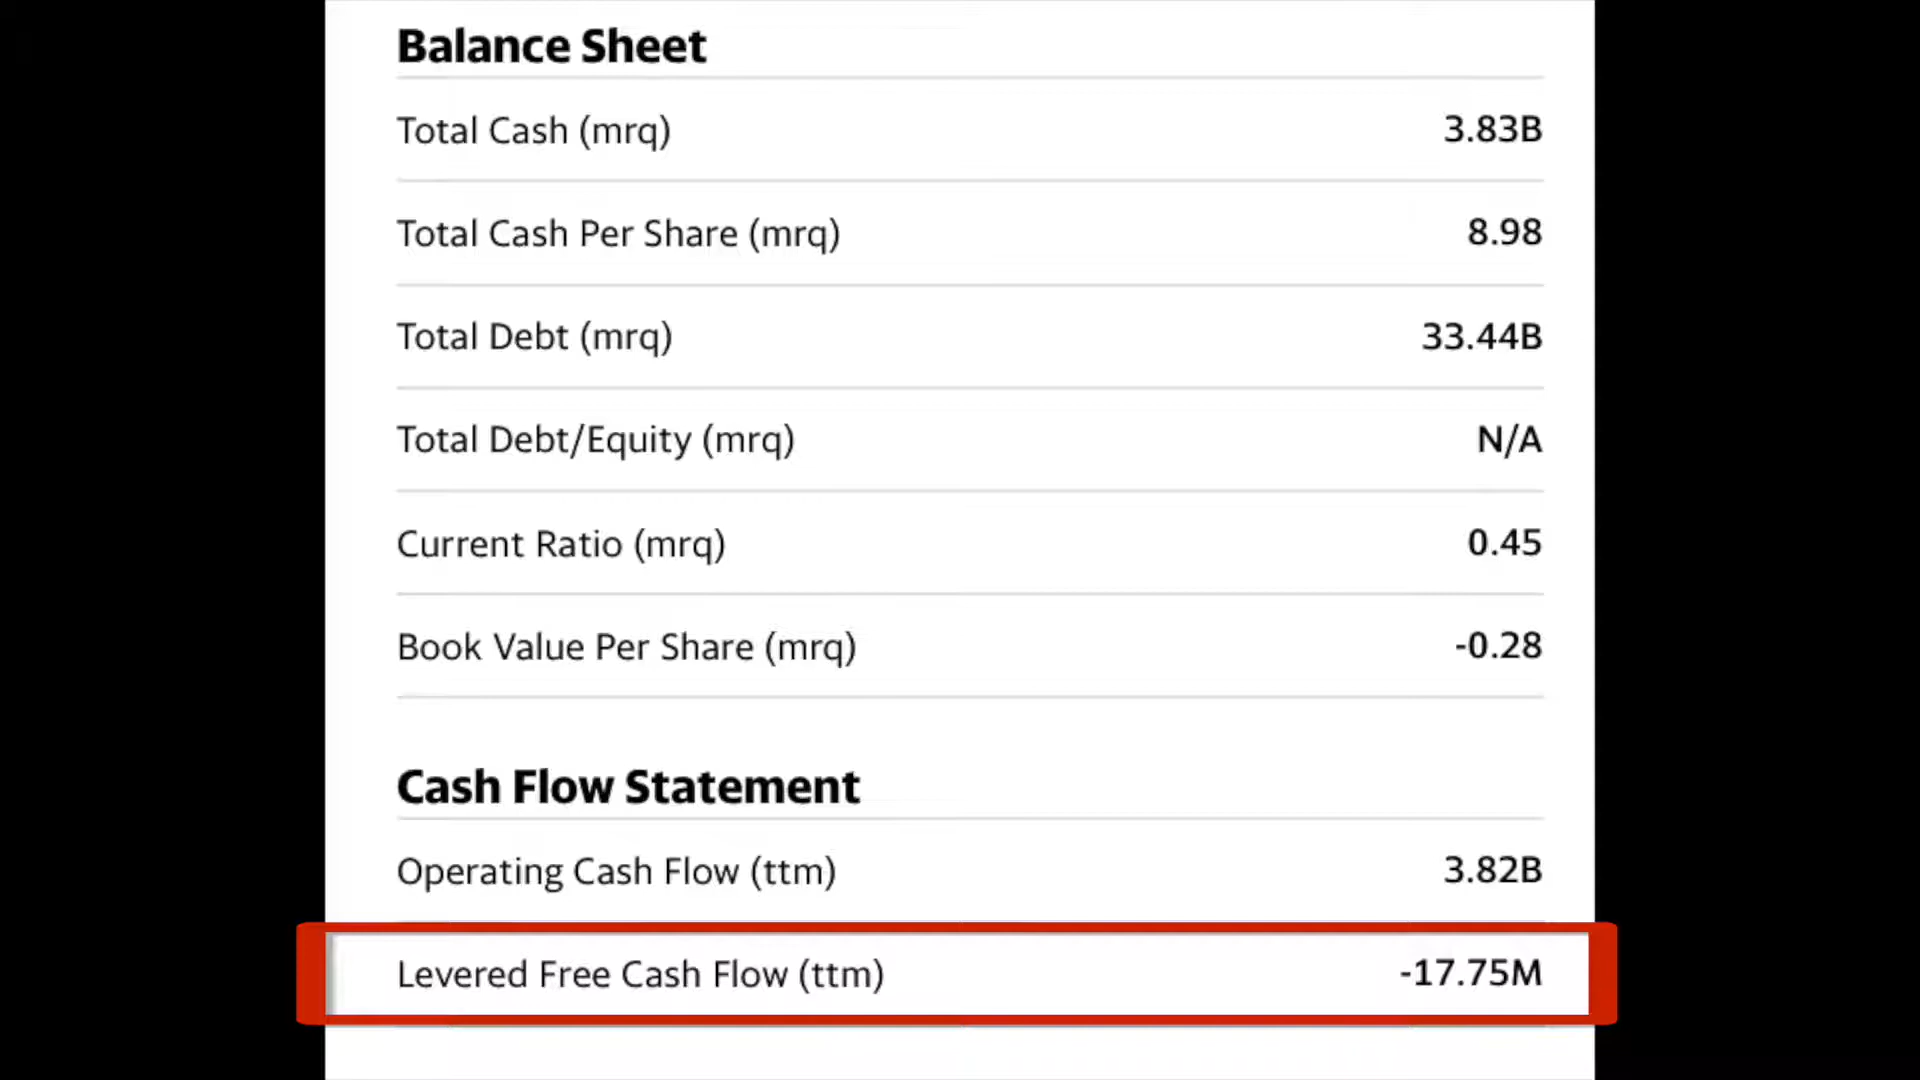 Balance Sheet
Total Cash (mrq) 3.83B
Total Cash Per Share (mrq) 8.98
Total Debt (mrq) 33.44B
Total Debt/Equity (mrq) N/A
Current Ratio (mrq) 0.45
Book Value Per Share (mrq) -0.28
Cash Flow Statement
Operating Cash Flow (ttm) 3.82B
Levered Free Cash Flow (ttm) -17.75M